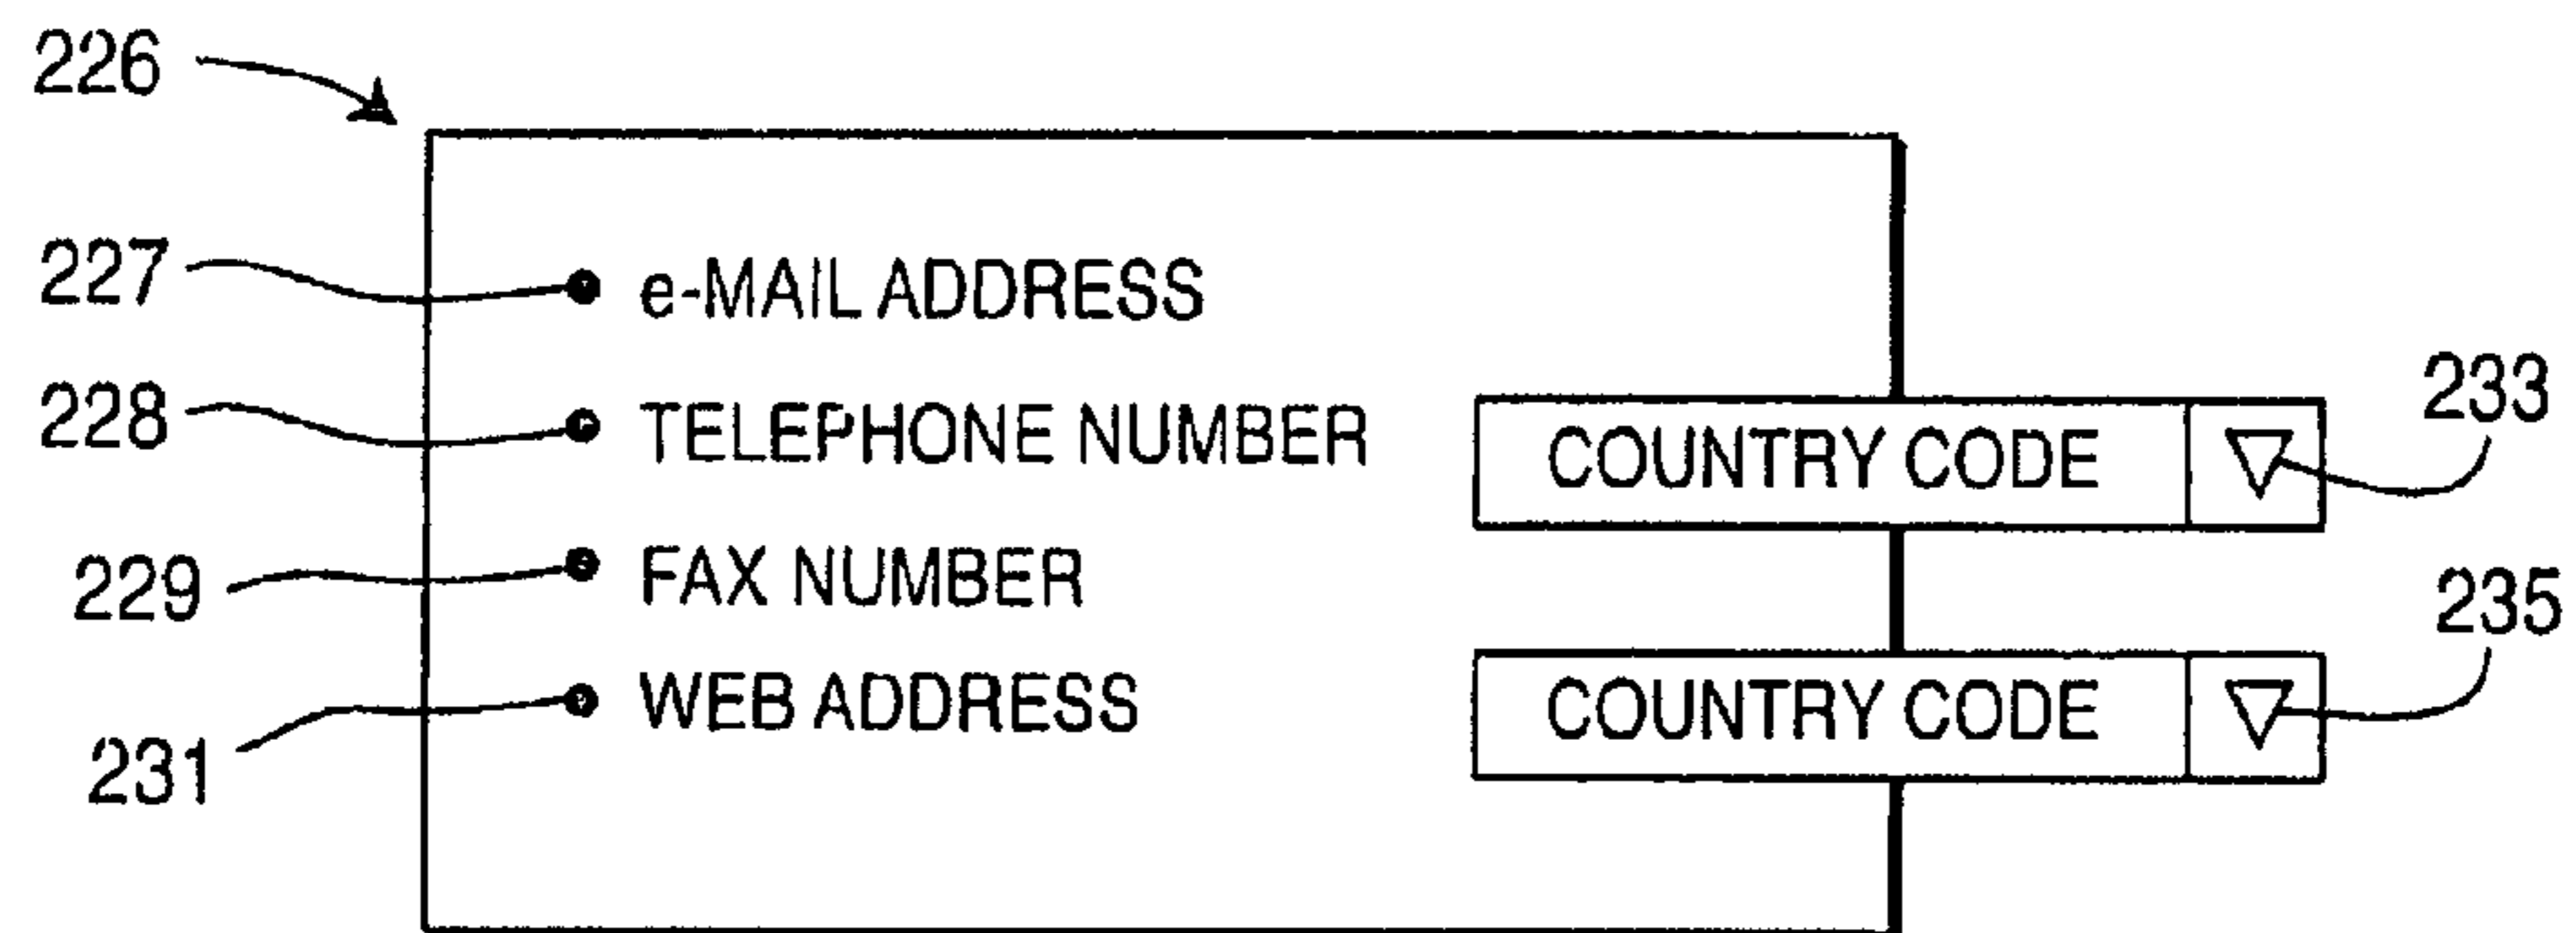 226
227 e-MAIL ADDRESS
228 TELEPHONE NUMBER COUNTRY CODE 233
229 FAX NUMBER
231 WEB ADDRESS COUNTRY CODE 235